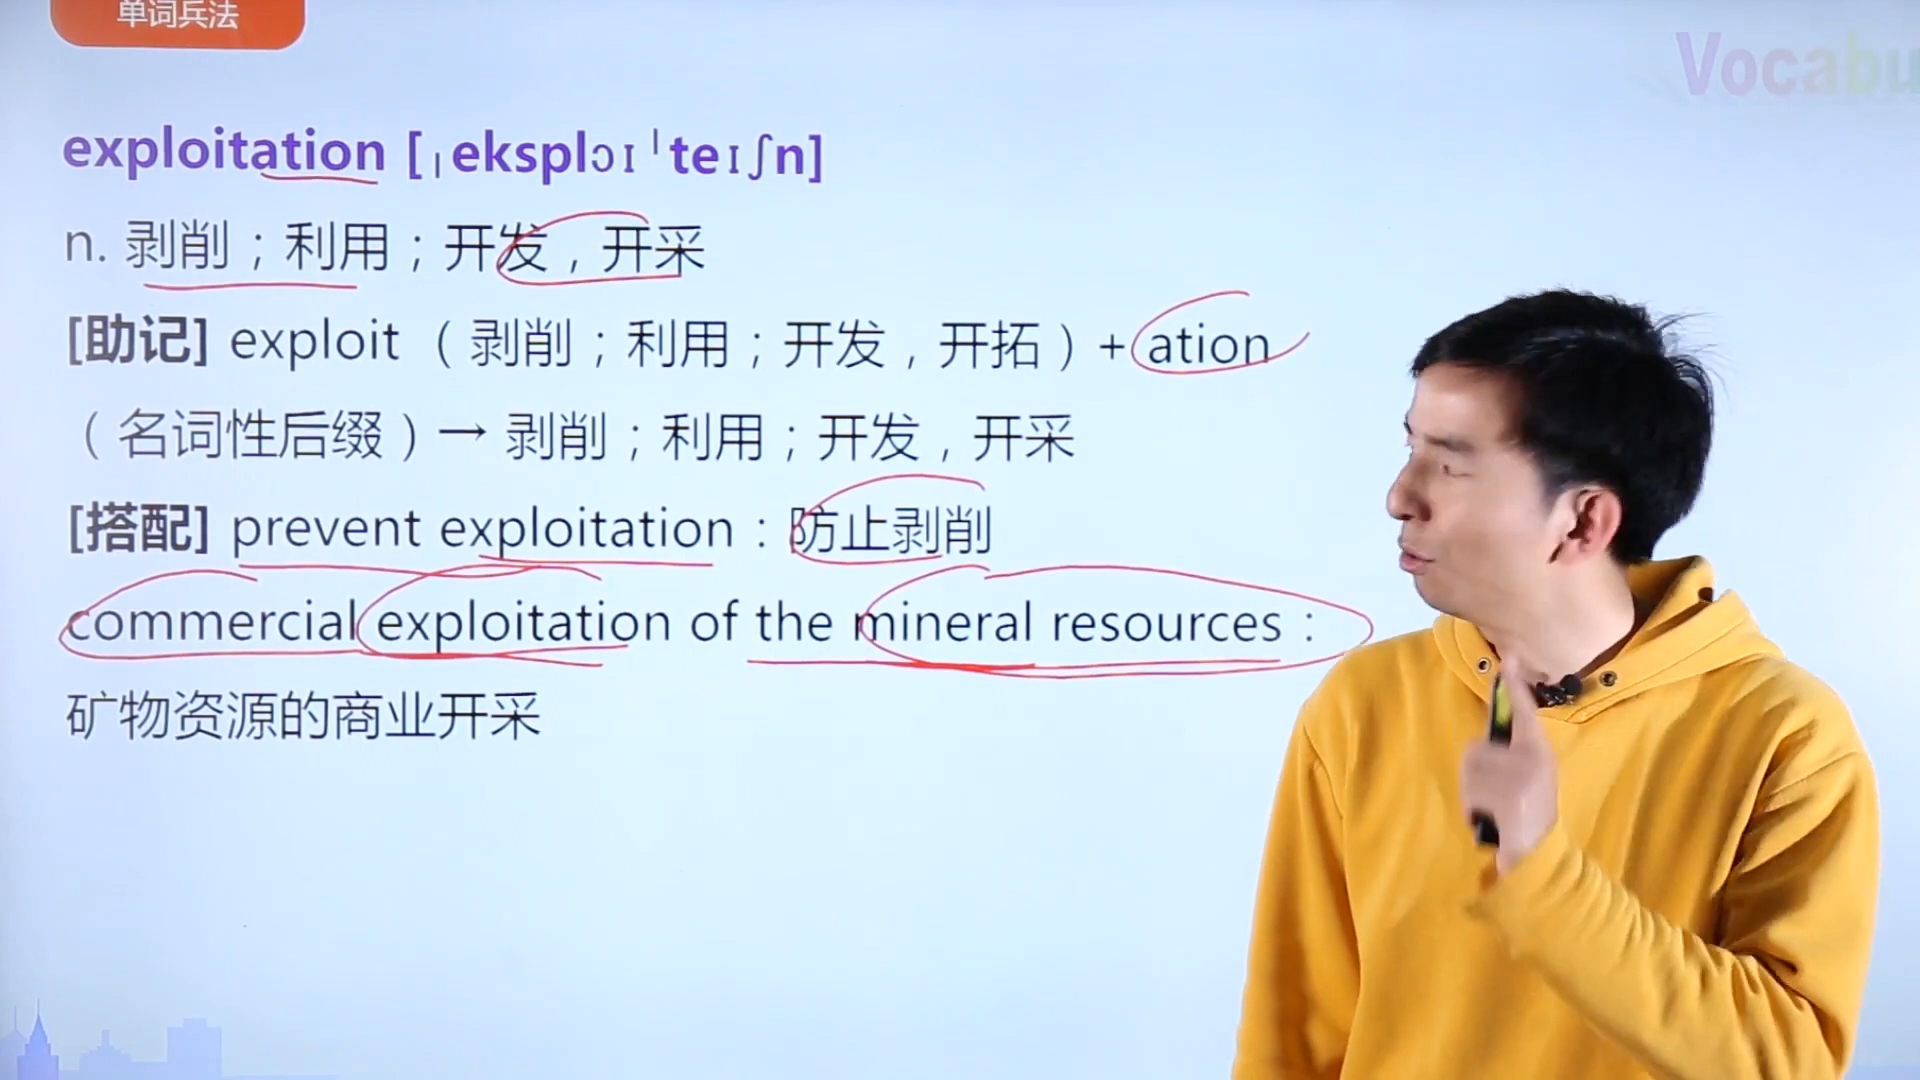 单词兵法
Vocabu
exploitation [ˌeksplɔɪˈteɪʃn]
n. 剥削；利用；开发，开采
[助记] exploit（剥削；利用；开发，开拓）+ ation
（名词性后缀）→ 剥削；利用；开发，开采
[搭配] prevent exploitation：防止剥削
commercial exploitation of the mineral resources：
矿物资源的商业开采